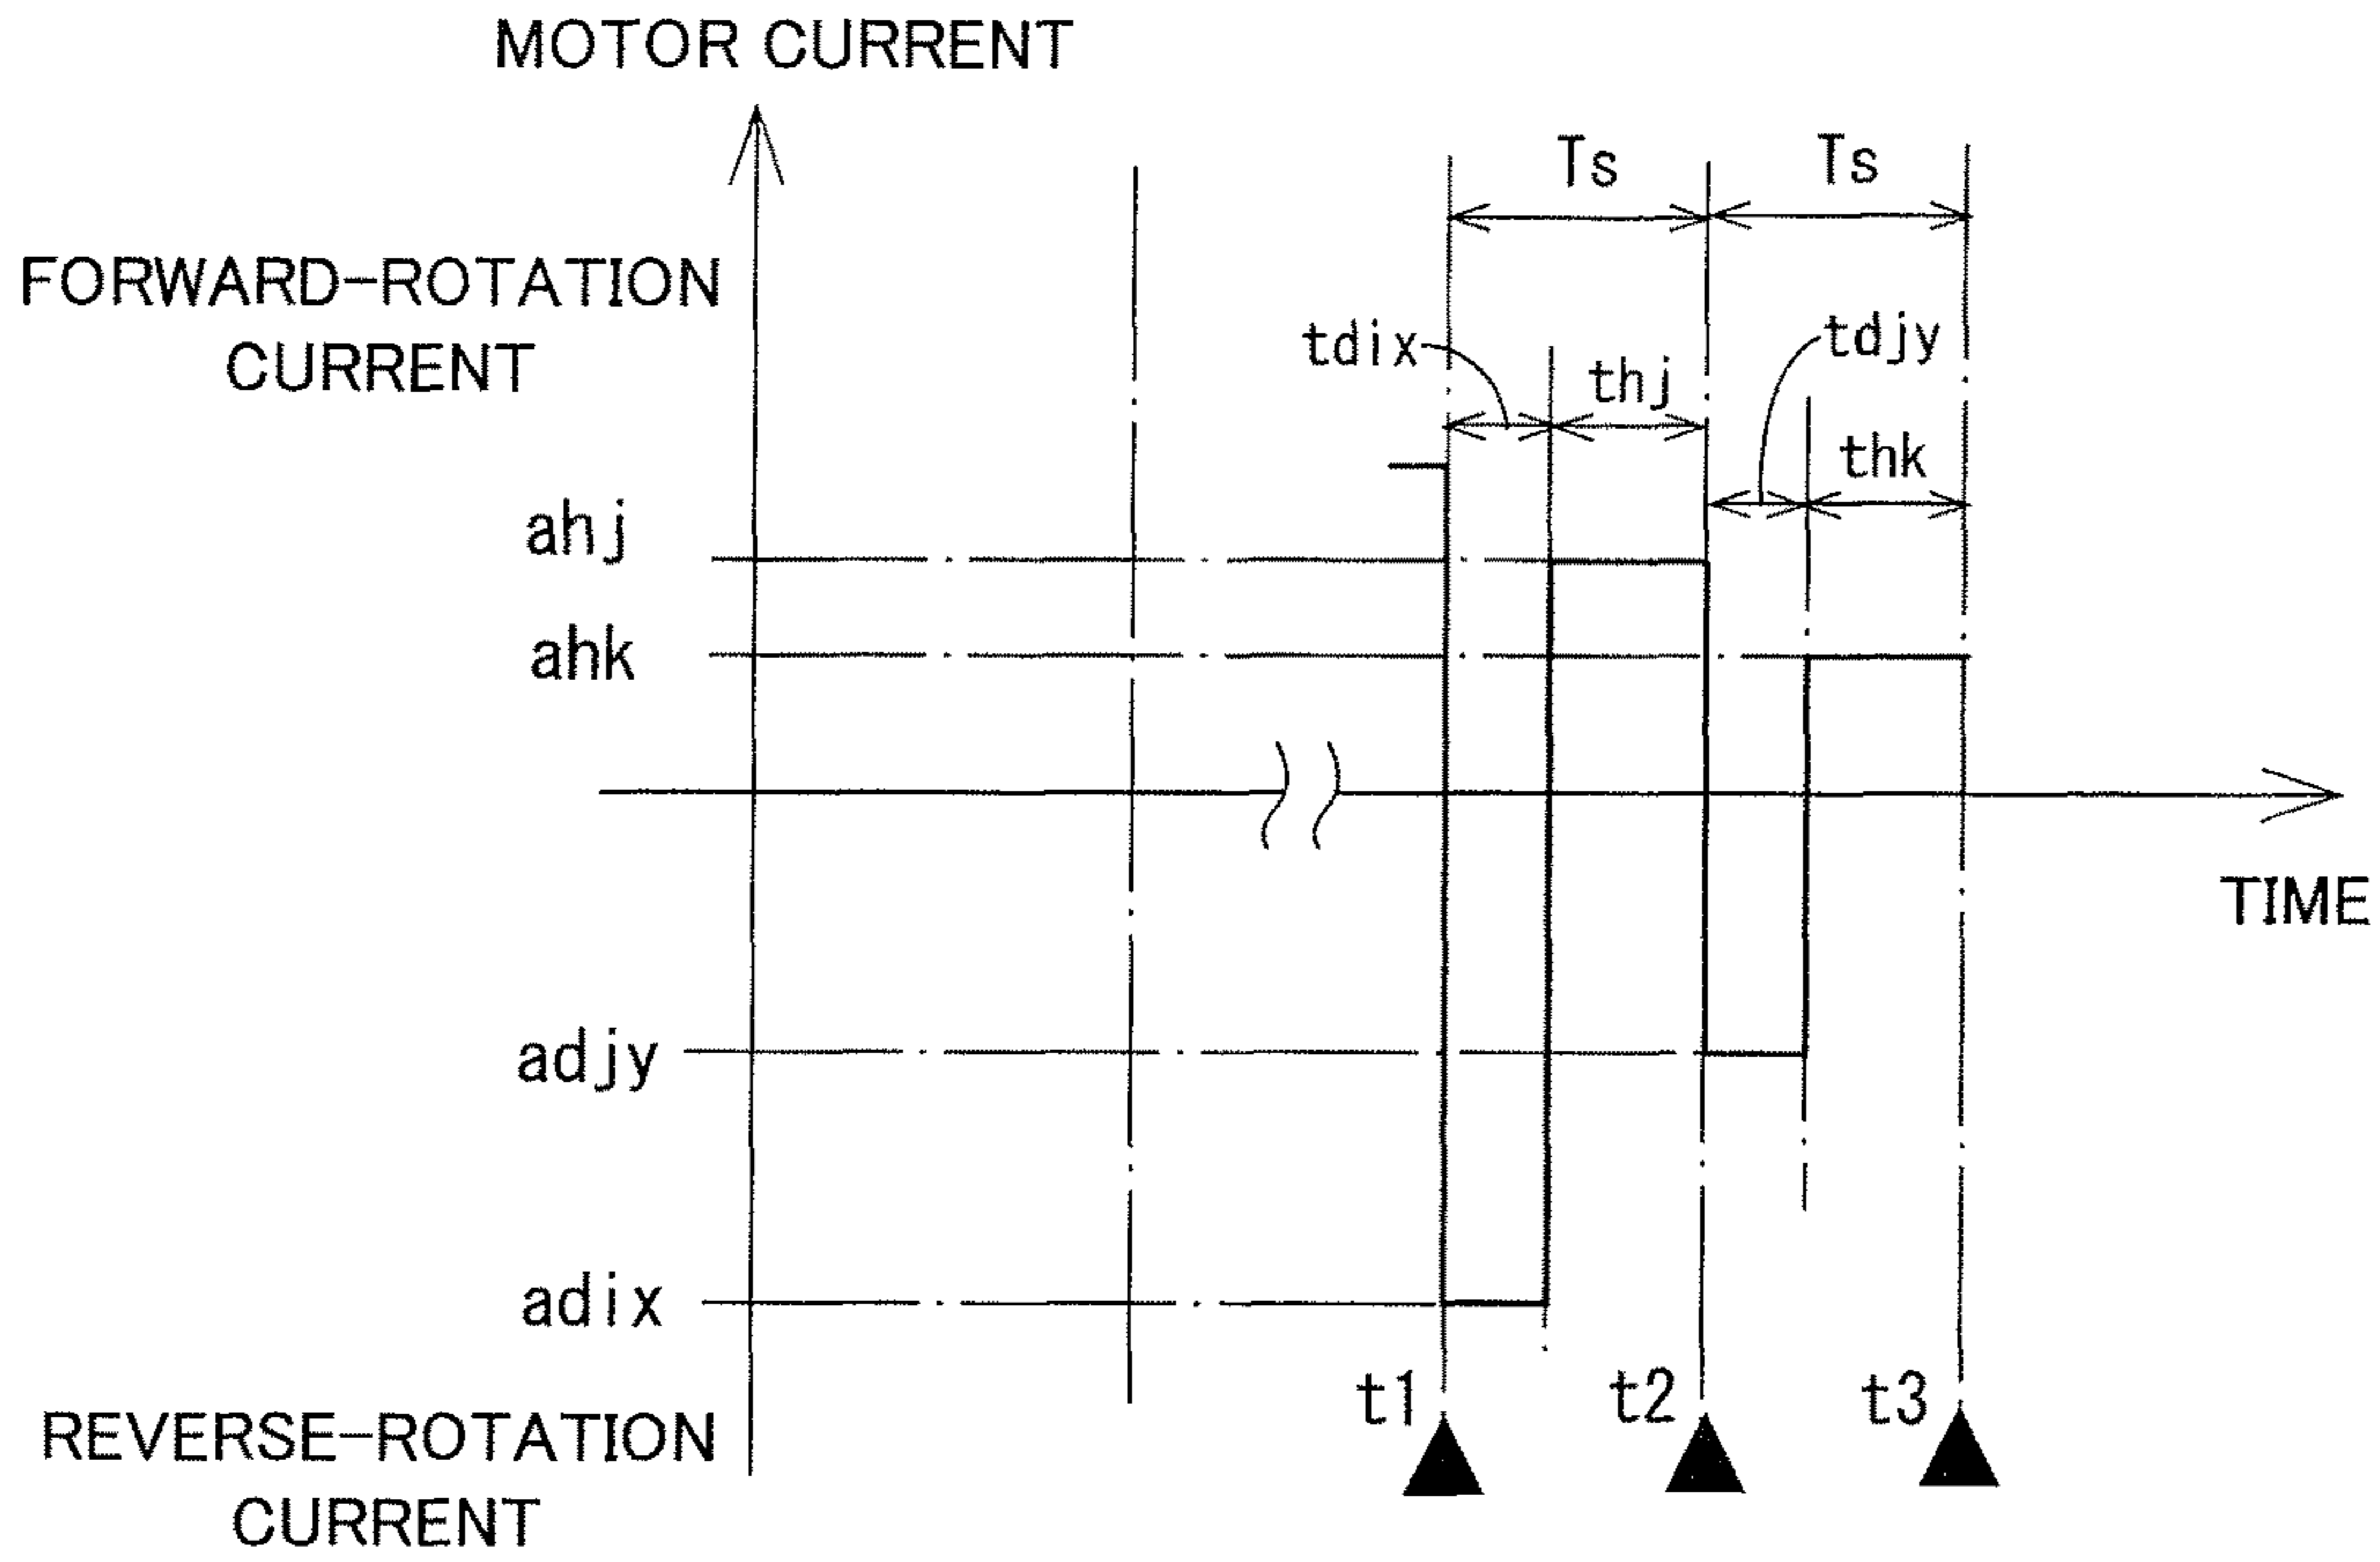 MOTOR CURRENT
Ts Ts
FORWARD-ROTATION
CURRENT
tdix thj tdjy
thk
ahj
ahk
TIME
adjy
adix
t1 t2 t3
REVERSE-ROTATION
CURRENT